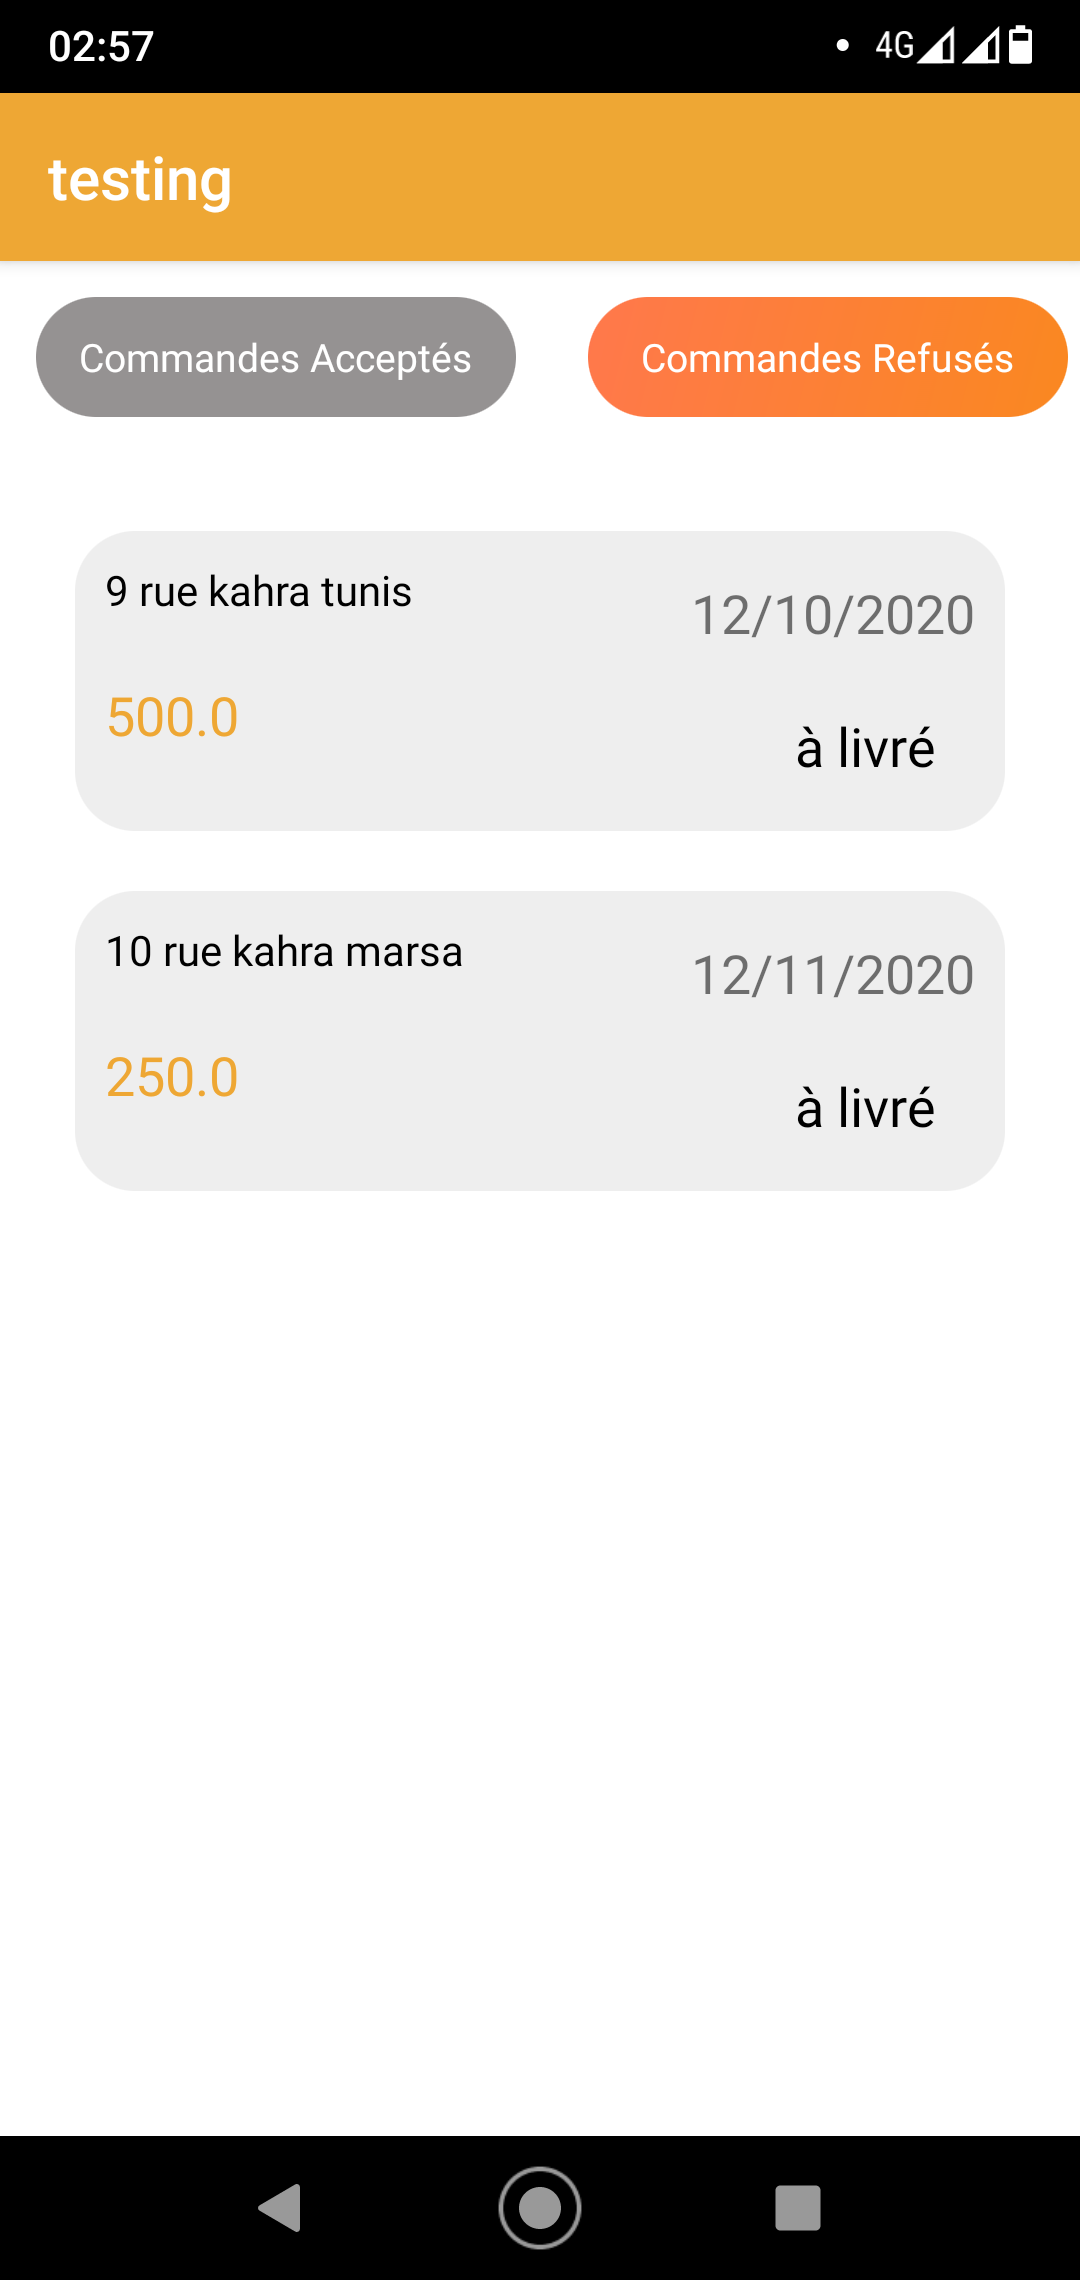 02:57
4G
testing
Commandes Acceptés
Commandes Refusés
9 rue kahra tunis
12/10/2020
500.0
à livré
10 rue kahra marsa
12/11/2020
250.0
à livré